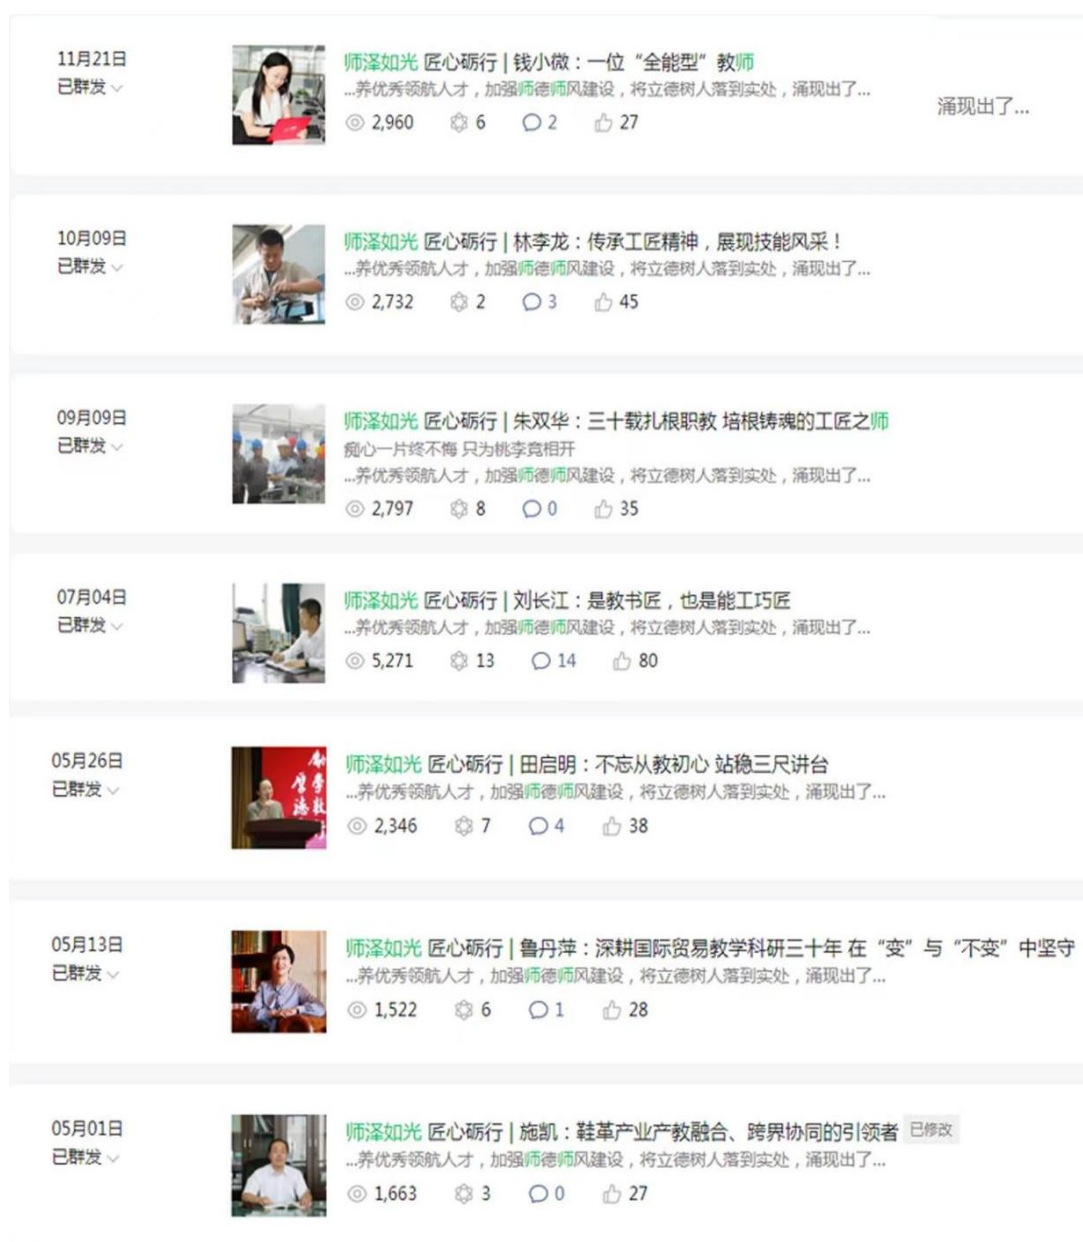 11月21日
已群发
师泽如光 匠心砺行 | 钱小微：一位“全能型”教师
...养优秀领航人才，加强师德师风建设，将立德树人落到实处，涌现出了...
涌现出了...
2,960 6 2 27
10月09日
已群发
师泽如光 匠心砺行 | 林李龙：传承工匠精神，展现技能风采！
...养优秀领航人才，加强师德师风建设，将立德树人落到实处，涌现出了...
2,732 2 3 45
09月09日
已群发
师泽如光 匠心砺行 | 朱双华：三十载扎根职教 培根铸魂的工匠之师
痴心一片终不悔 只为桃李竞相开
...养优秀领航人才，加强师德师风建设，将立德树人落到实处，涌现出了...
2,797 8 0 35
07月04日
已群发
师泽如光 匠心砺行 | 刘长江：是教书匠，也是能工巧匠
...养优秀领航人才，加强师德师风建设，将立德树人落到实处，涌现出了...
5,271 13 14 80
05月26日
已群发
师泽如光 匠心砺行 | 田启明：不忘从教初心 站稳三尺讲台
...养优秀领航人才，加强师德师风建设，将立德树人落到实处，涌现出了...
2,346 7 4 38
05月13日
已群发
师泽如光 匠心砺行 | 鲁丹萍：深耕国际贸易教学科研三十年 在“变”与“不变”中坚守
...养优秀领航人才，加强师德师风建设，将立德树人落到实处，涌现出了...
1,522 6 1 28
05月01日
已群发
师泽如光 匠心砺行 | 施凯：鞋革产业产教融合、跨界协同的引领者 已修改
...养优秀领航人才，加强师德师风建设，将立德树人落到实处，涌现出了...
1,663 3 0 27